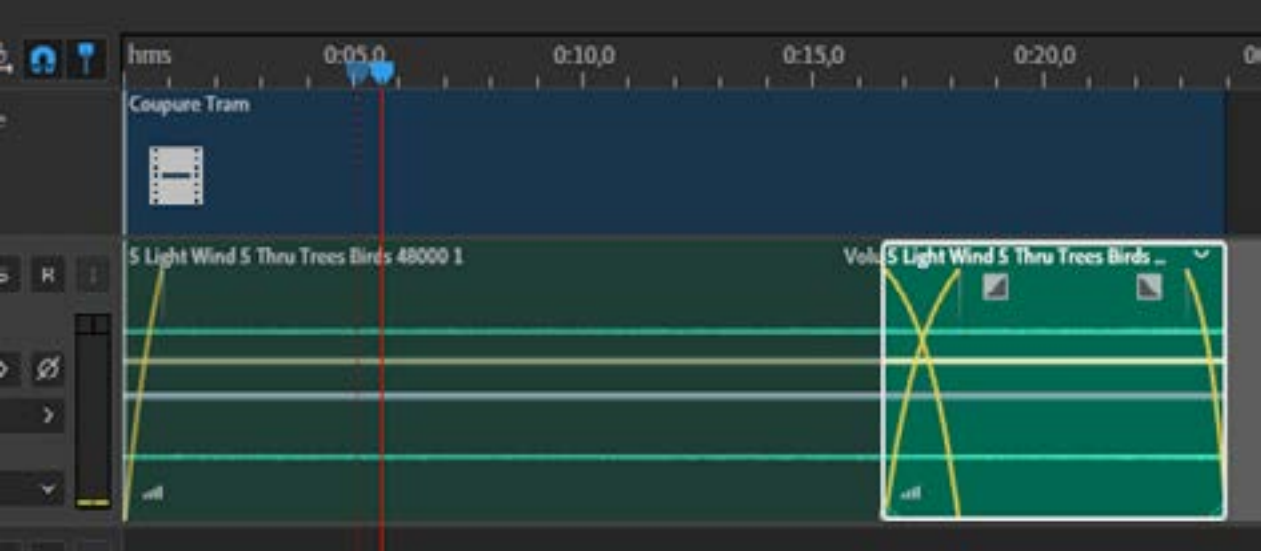 hms 0:05,0 0:10,0 0:15,0 0:20,0
Coupure Tram
S Light Wind S Thru Trees Birds 48000 1
Volu
S Light Wind S Thru Trees Birds ...
S R I